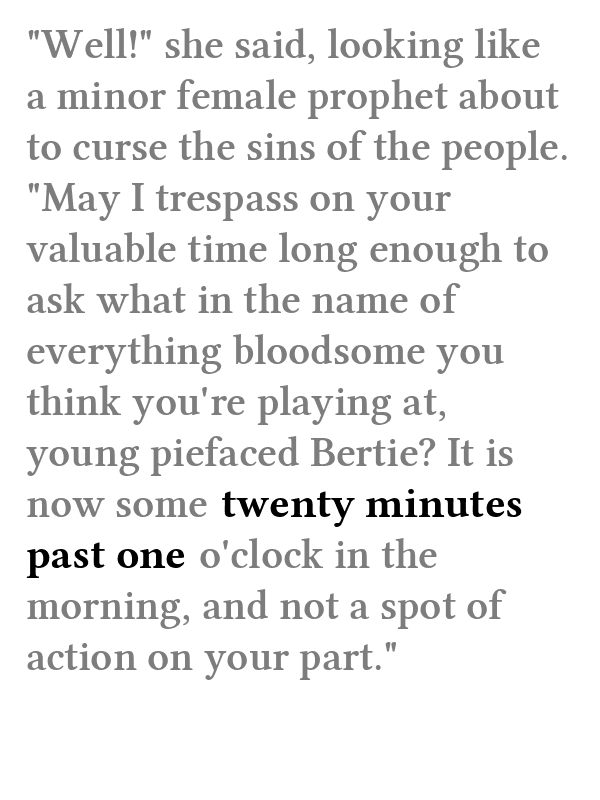 "Well!" she said, looking like
a minor female prophet about
to curse the sins of the people.
"May I trespass on your
valuable time long enough to
ask what in the name of
everything bloodsome you
think you're playing at,
young piefaced Bertie? It is
now some twenty minutes
past one o'clock in the
morning, and not a spot of
action on your part."